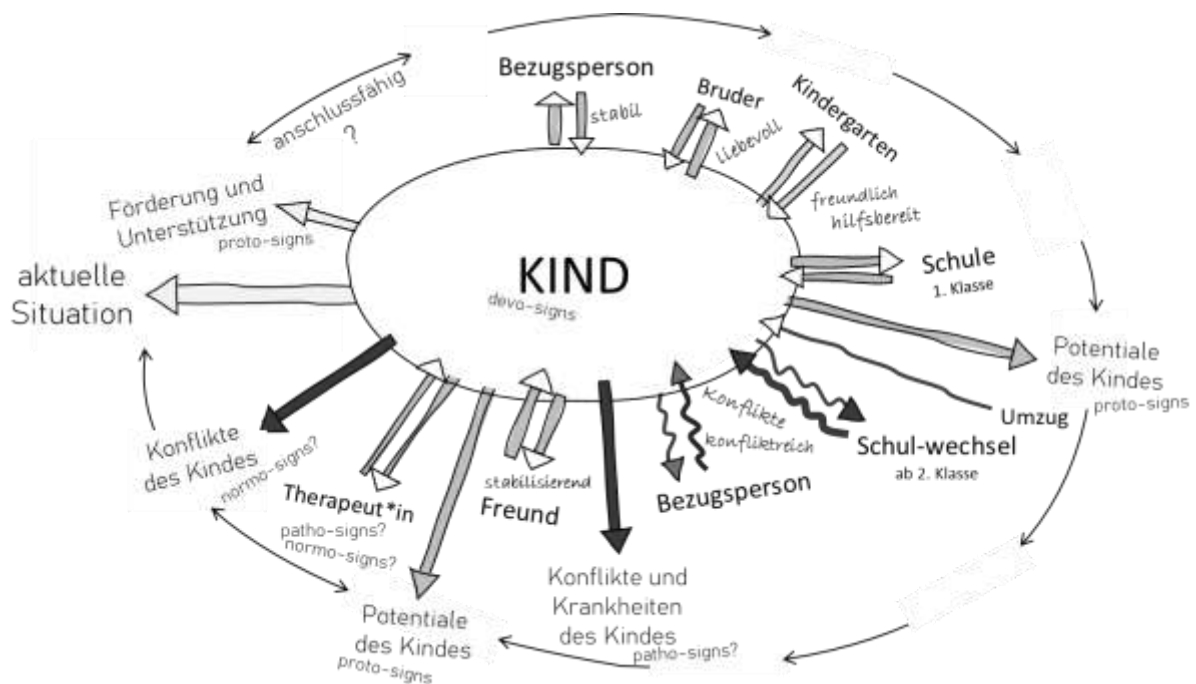 Bezugsperson
stabil
Bruder
liebevoll
Kindergarten
freundlich
hilfsbereit
Schule
1. Klasse
Potentiale
des Kindes
proto-signs
Umzug
Schul-wechsel
ab 2. Klasse
Konflikte
konfliktreich
Bezugsperson
Konflikte und
Krankheiten
des Kindes
patho-signs?
stabilisierend
Freund
Potentiale
des Kindes
proto-signs
Therapeut*in
patho-signs?
normo-signs?
Konflikte
des Kindes
normo-signs?
aktuelle
Situation
Förderung und
Unterstützung
proto-signs
anschlussfähig
?
KIND
devo-signs